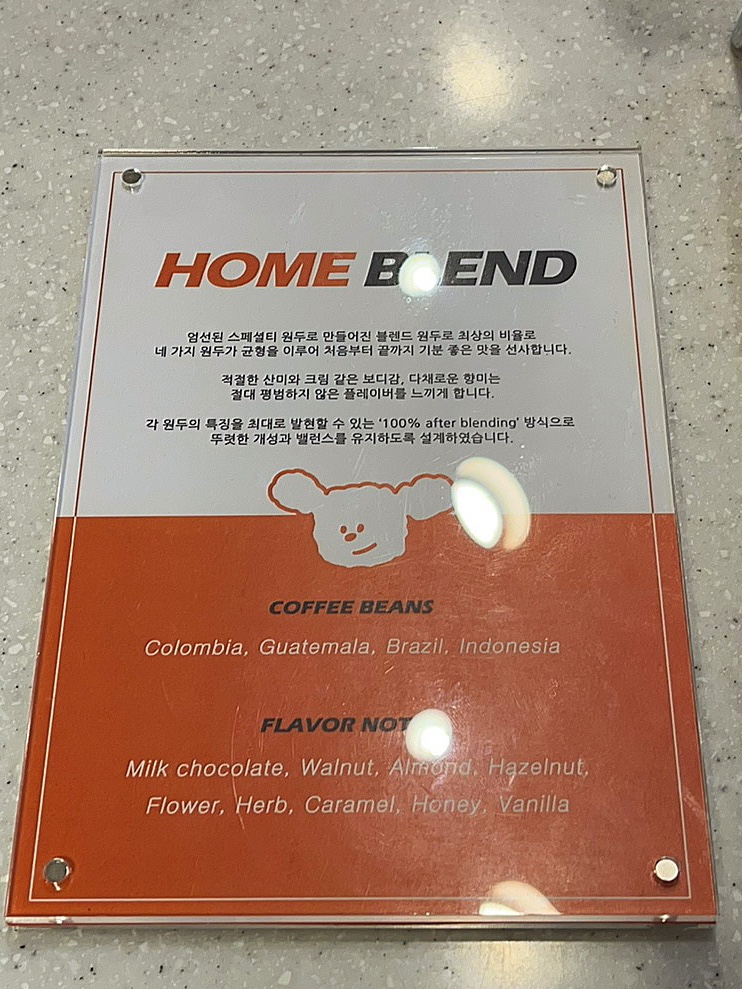 HOME BLEND
엄선된 스페셜티 원두로 만들어진 블렌드 원두로 최상의 비율로
네 가지 원두가 균형을 이루어 처음부터 끝까지 기분 좋은 맛을 선사합니다.
적절한 산미와 크림 같은 보디감, 다채로운 향미는
절대 평범하지 않은 플레이버를 느끼게 합니다.
각 원두의 특징을 최대로 발현할 수 있는 '100% after blending' 방식으로
뚜렷한 개성과 밸런스를 유지하도록 설계하였습니다.
COFFEE BEANS
Colombia, Guatemala, Brazil, Indonesia
FLAVOR
Milk chocolate, Walnut, Almond, Hazelnut,
Flower, Herb, Caramel, Honey, Vanilla